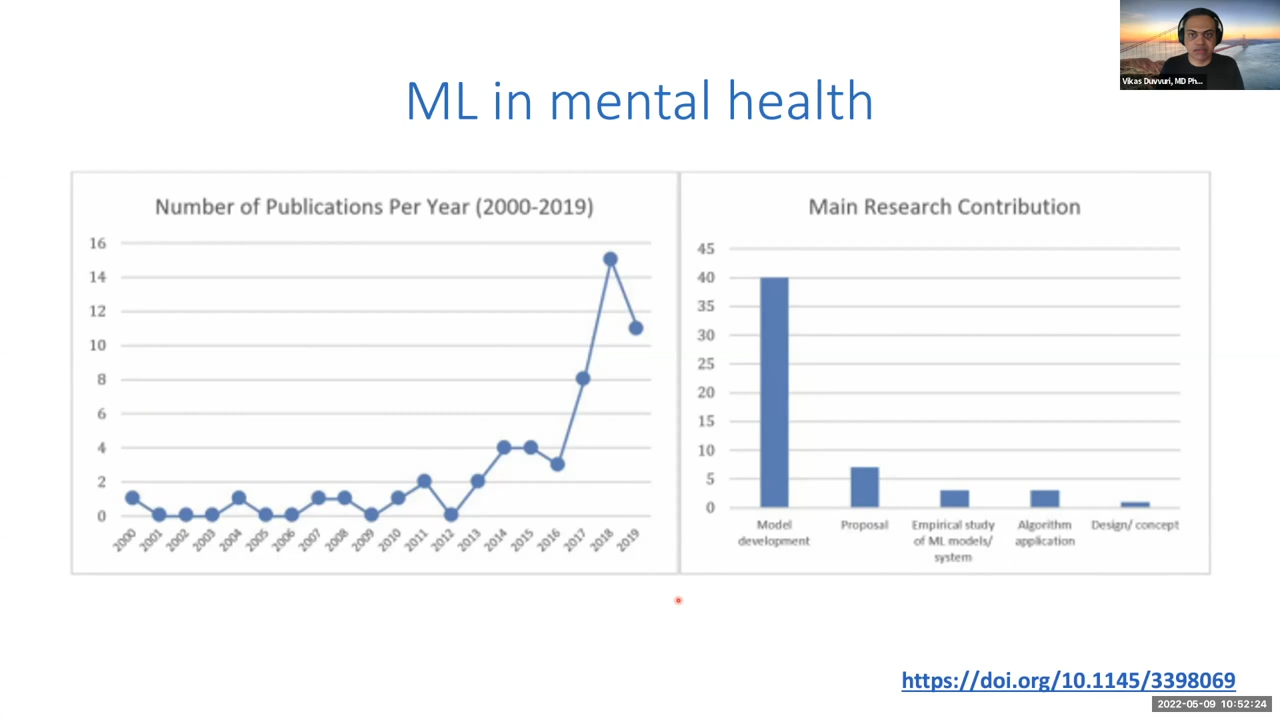 Vikas Duvvuri, MD Ph...
ML in mental health
Number of Publications Per Year (2000-2019)
16
14
12
10
8
6
4
2
0
2000 2001 2002 2003 2004 2005 2006 2007 2008 2009 2010 2011 2012 2013 2014 2015 2016 2017 2018 2019
Main Research Contribution
45
40
35
30
25
20
15
10
5
0
Model
development
Proposal
Empirical study
of ML models/
system
Algorithm
application
Design/ concept
https://doi.org/10.1145/3398069
2022-05-09 10:52:24